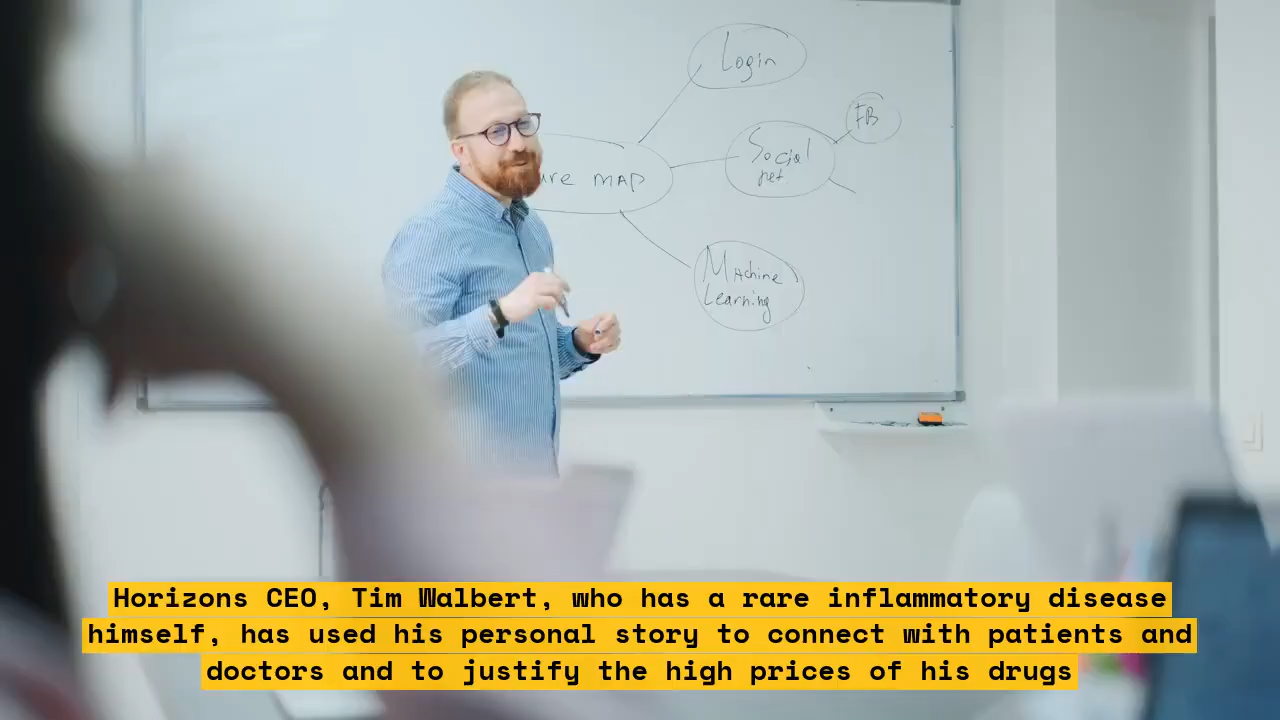 Login
FB
Social
net
MAP
Machine
Learning
Horizons CEO, Tim Walbert, who has a rare inflammatory disease
himself, has used his personal story to connect with patients and
doctors and to justify the high prices of his drugs